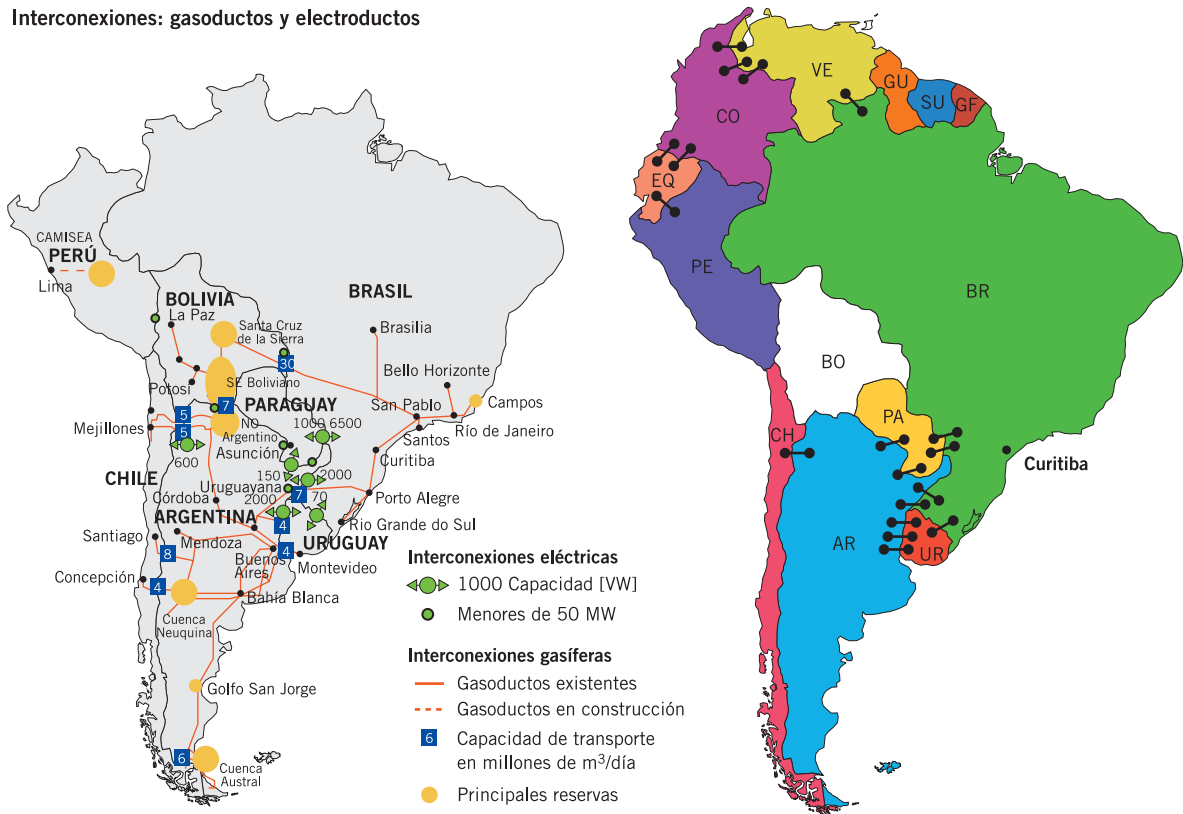 Interconexiones: gasoductos y electroductos
CAMISEA
PERÚ
Lima
BOLIVIA
La Paz
Santa Cruz
de la Sierra
BRASIL
Brasilia
30
Bello Horizonte
Potosí
SE Boliviano
7
PARAGUAY
San Pablo
Campos
5
5
Mejillones
NO
Argentino
1000
6500
Santos
Río de Janeiro
600
Asunción
Curitiba
150
2000
CHILE
Uruguayana
2000
7
70
Córdoba
Porto Alegre
ARGENTINA
4
Rio Grande do Sul
Santiago
Mendoza
URUGUAY
8
Buenos
Aires
4
Montevideo
Concepción
4
Bahía Blanca
Cuenca
Neuquina
Golfo San Jorge
6
Cuenca
Austral
Interconexiones eléctricas
1000 Capacidad [VW]
Menores de 50 MW
Interconexiones gasíferas
Gasoductos existentes
Gasoductos en construcción
6
Capacidad de transporte
en millones de m³/día
Principales reservas
VE
GU
SU
GF
CO
EQ
PE
BR
BO
PA
CH
Curitiba
AR
UR